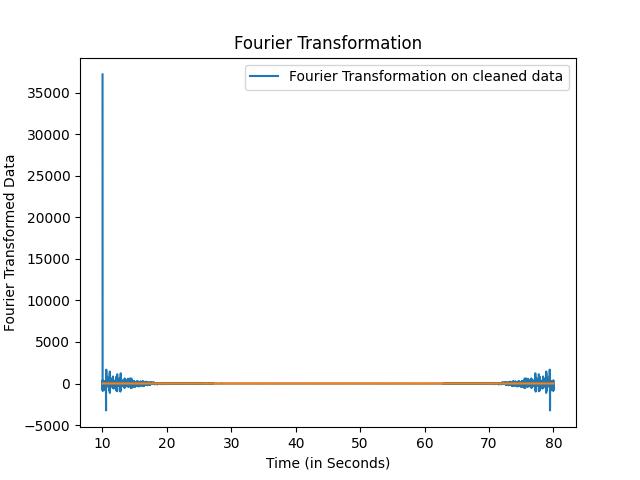 Fourier Transformation
Fourier Transformation on cleaned data
Fourier Transformed Data
35000
30000
25000
20000
15000
10000
5000
0
−5000
10 20 30 40 50 60 70 80
Time (in Seconds)